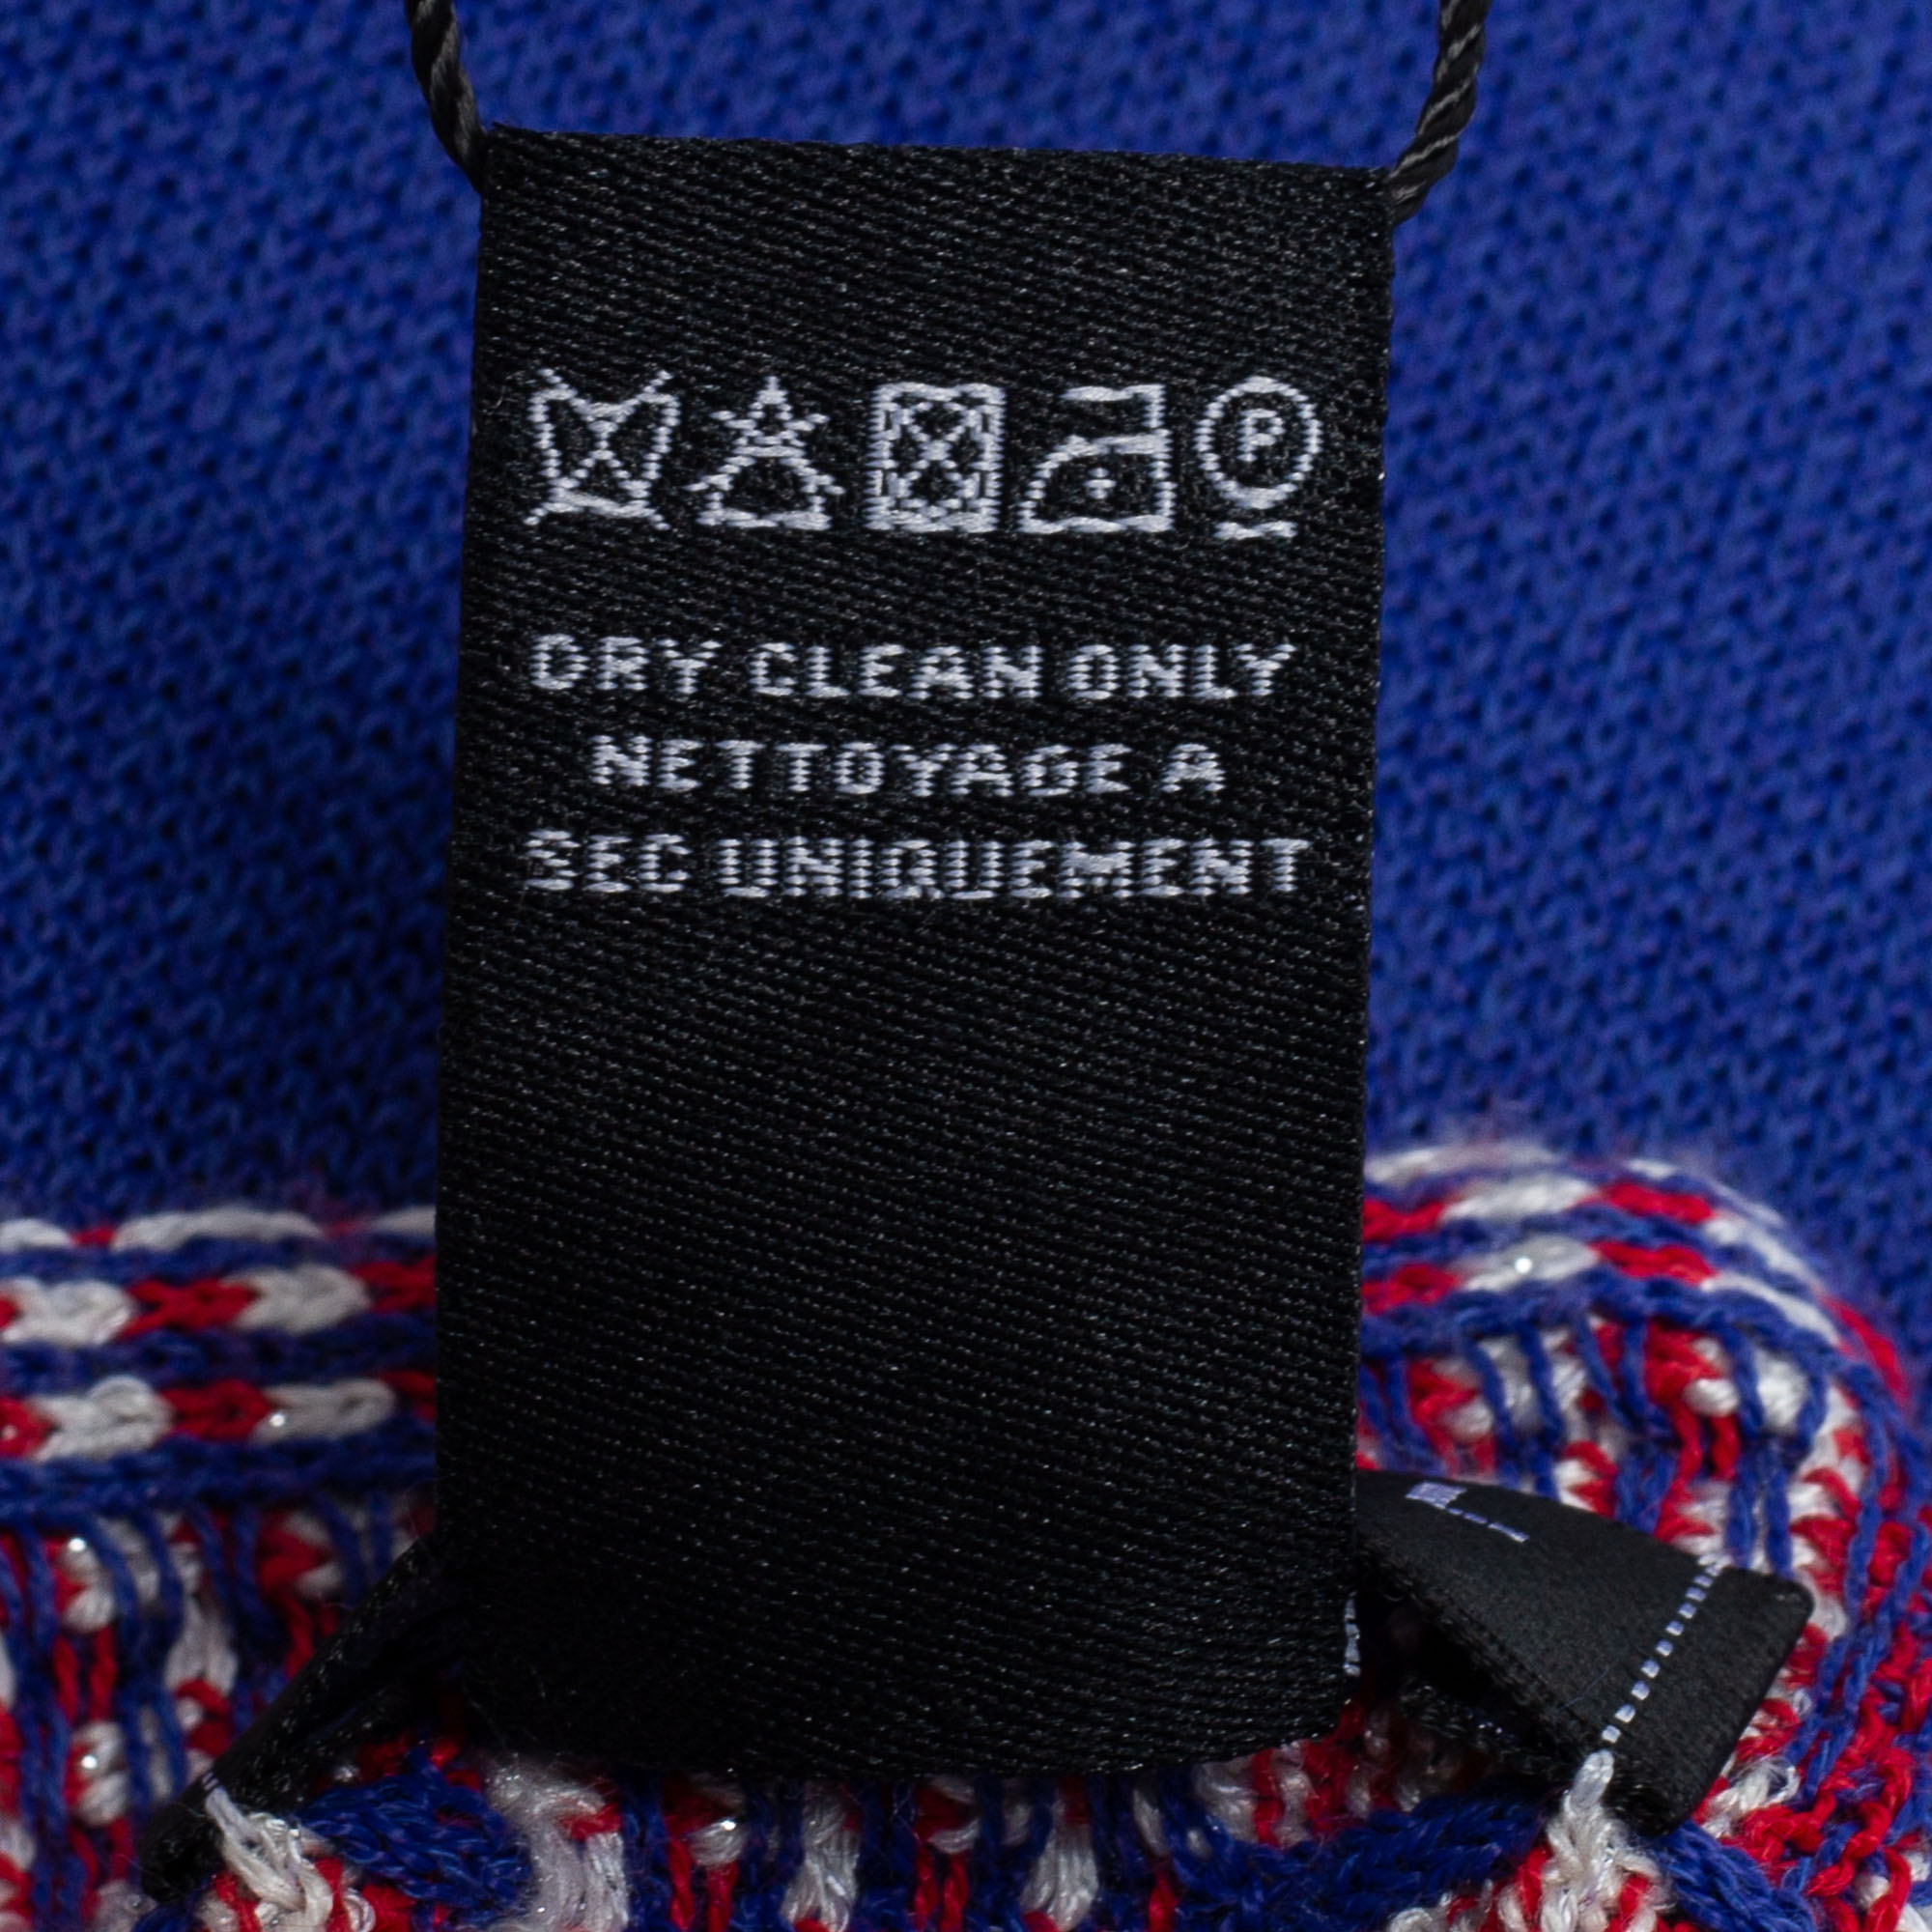 P
DRY CLEAN ONLY
NETTOYAGE A
SEC UNIQUEMENT